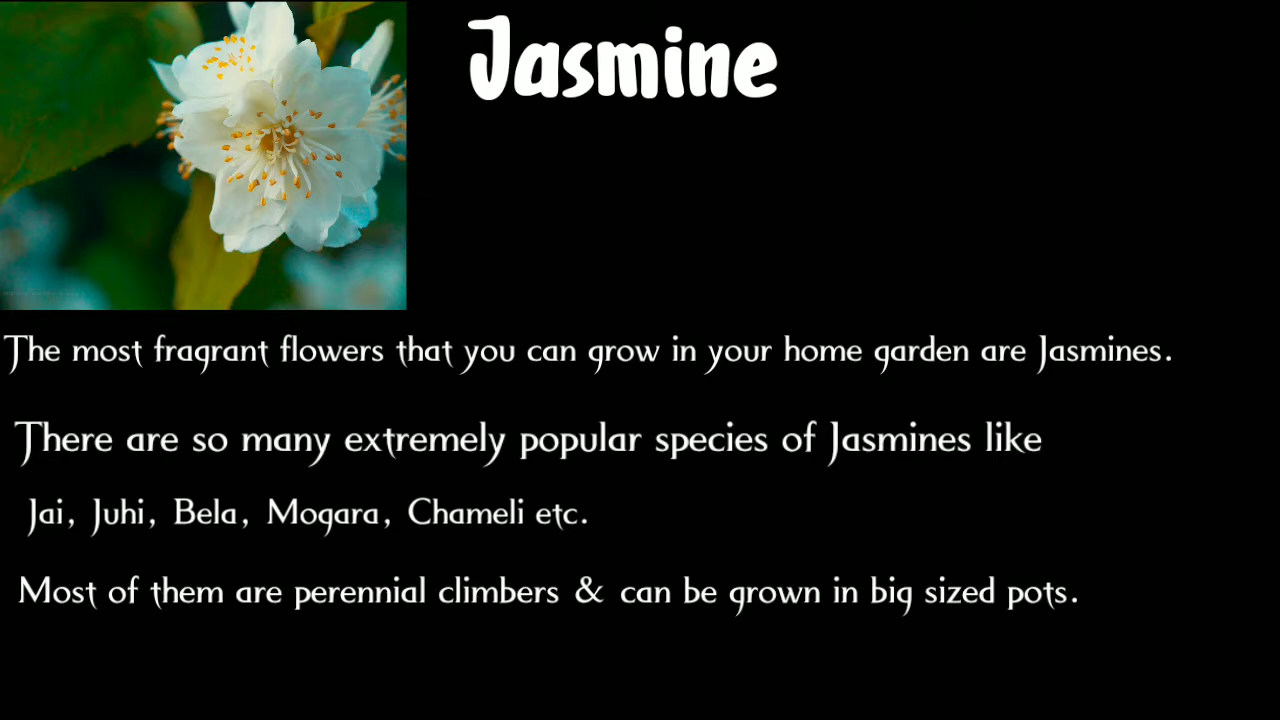 Jasmine
The most fragrant flowers that you can grow in your home garden are Jasmines.
There are so many extremely popular species of Jasmines like
Jai, Juhi, Bela, Mogara, Chameli etc.
Most of them are perennial climbers & can be grown in big sized pots.